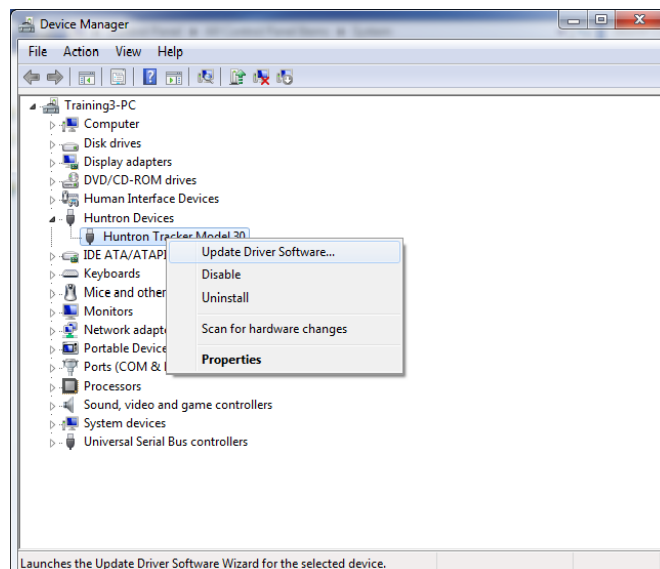 Device Manager
File Action View Help
Training3-PC
Computer
Disk drives
Display adapters
DVD/CD-ROM drives
Human Interface Devices
Huntron Devices
Huntron Tracker Model 30
IDE ATA/ATAPI
Update Driver Software...
Keyboards
Disable
Mice and other
Uninstall
Monitors
Network adapte
Scan for hardware changes
Portable Device
Ports (COM &
Properties
Processors
Sound, video and game controllers
System devices
Universal Serial Bus controllers
Launches the Update Driver Software Wizard for the selected device.